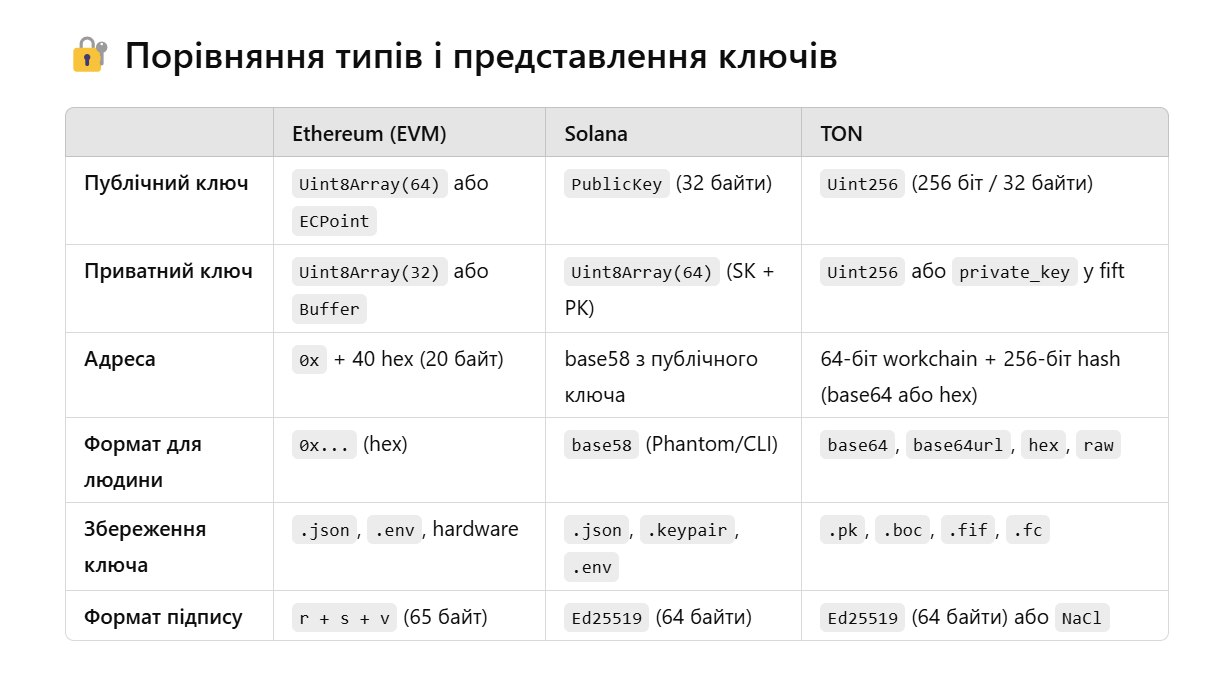 🔐 Порівняння типів і представлення ключів
Ethereum (EVM) Solana TON
Публічний ключ Uint8Array(64) або PublicKey (32 байти) Uint256 (256 біт / 32 байти)
ECPoint
Приватний ключ Uint8Array(32) або Uint8Array(64) (SK + Uint256 або private_key у fift
Buffer PK)
Адреса 0x + 40 hex (20 байт) base58 з публічного 64-біт workchain + 256-біт hash
ключа (base64 або hex)
Формат для 0x... (hex) base58 (Phantom/CLI) base64, base64url, hex, raw
людини
Збереження .json, .env, hardware .json, .keypair, .pk, .boc, .fif, .fc
ключа .env
Формат підпису r + s + v (65 байт) Ed25519 (64 байти) Ed25519 (64 байти) або NaCl